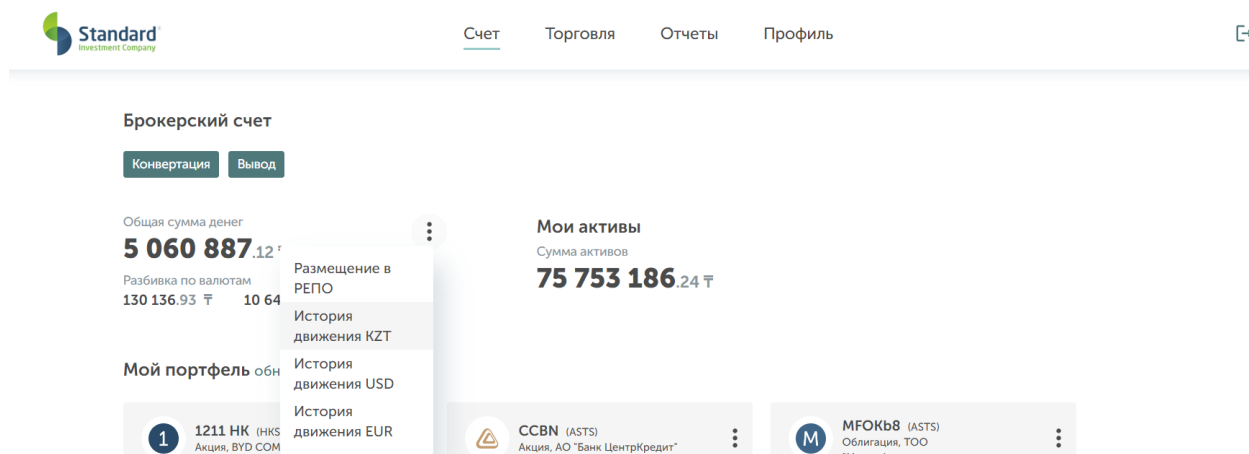 Standard
Investment Company
Счет Торговля Отчеты Профиль
Брокерский счет
Конвертация Вывод
Общая сумма денег
5 060 887.12
Разбивка по валютам
130 136.93 ₸ 10 64
Размещение в
РЕПО
История
движения KZT
История
движения USD
История
движения EUR
Мои активы
Сумма активов
75 753 186.24 ₸
Мой портфель обн
1
1211 HK (HKS
Акция, BYD COM
CCBN (ASTS)
Акция, АО "Банк ЦентрКредит"
M
MFOKb8 (ASTS)
Облигация, ТОО